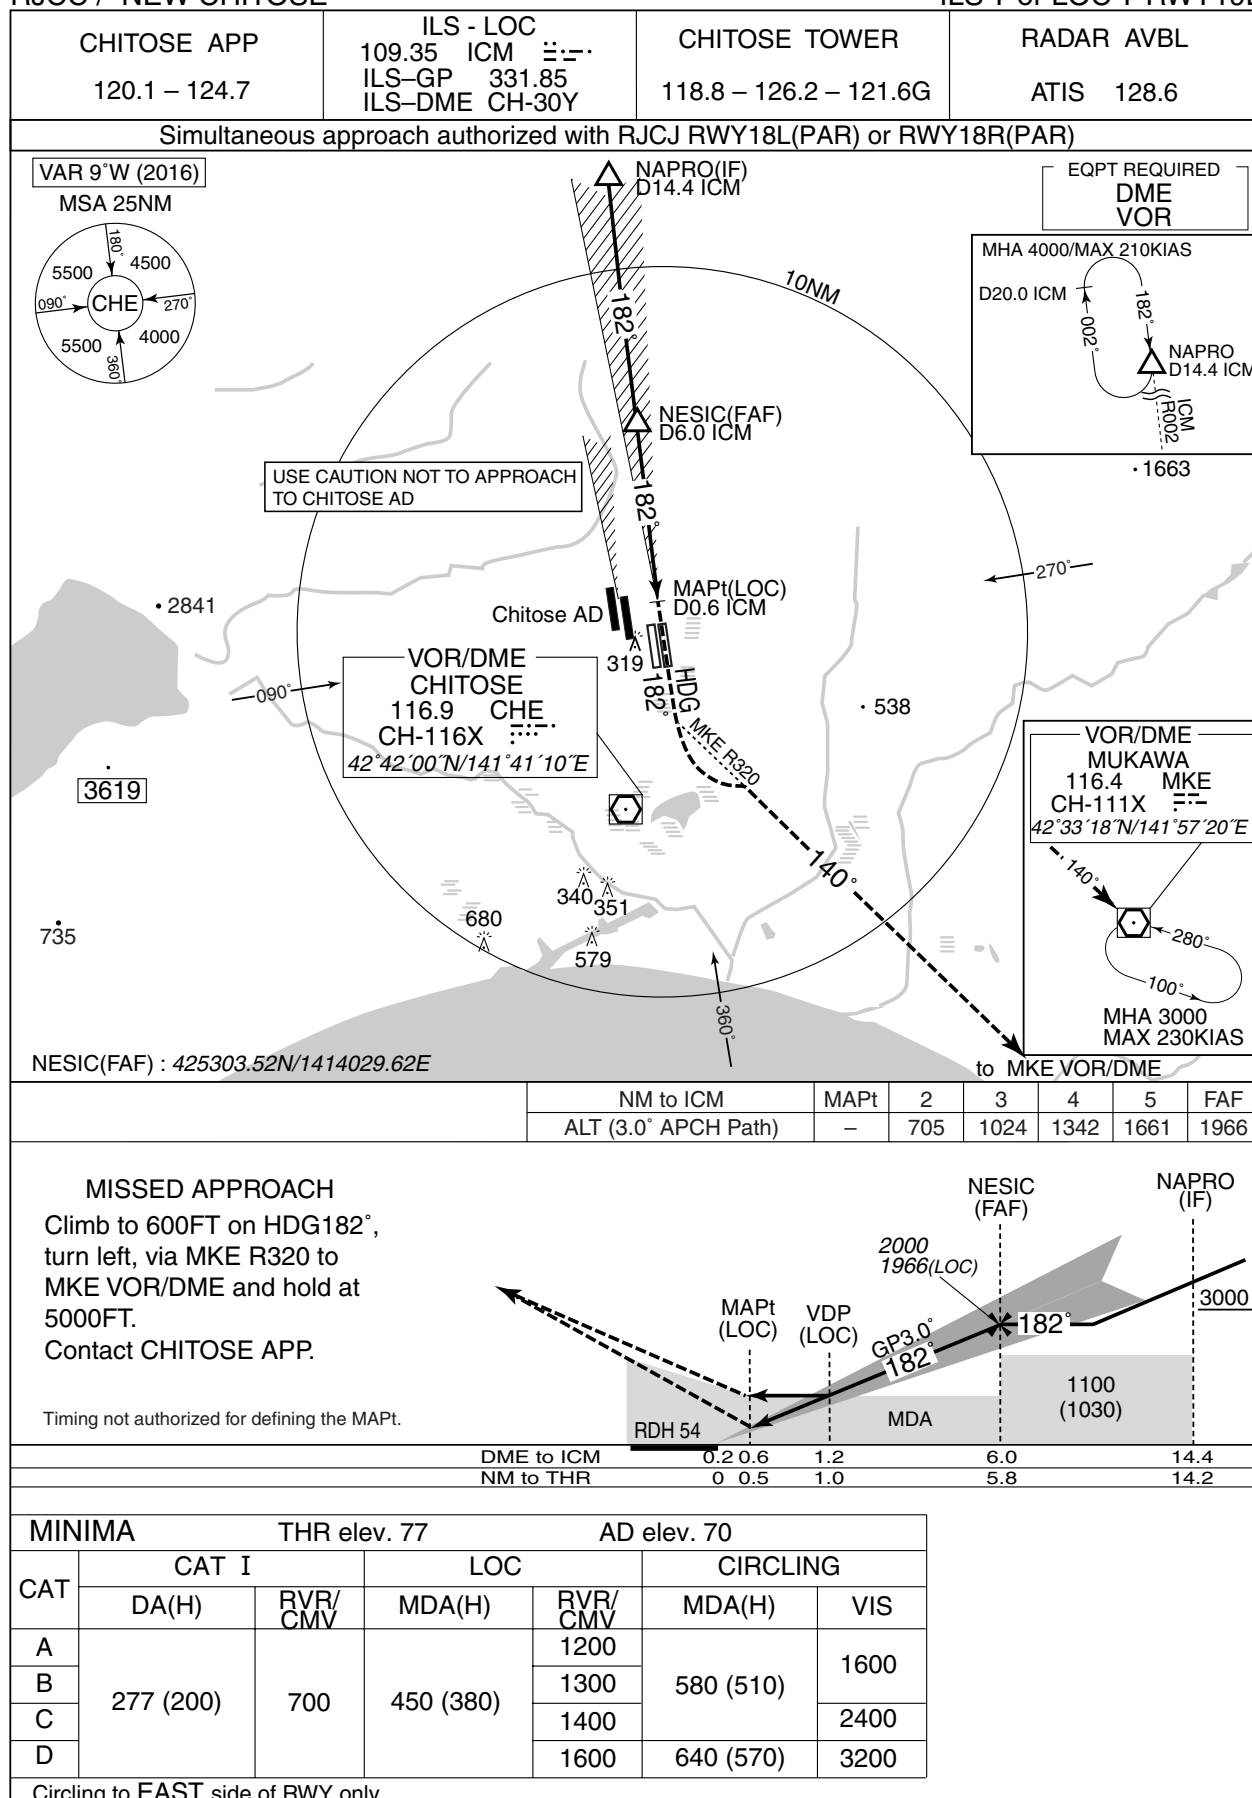 RJCC / NEW CHITOSE
ILS Y or LOC Y RWY19L
CHITOSE APP
120.1 – 124.7
ILS - LOC
109.35 ICM
ILS–GP 331.85
ILS–DME CH-30Y
CHITOSE TOWER
118.8 – 126.2 – 121.6G
RADAR AVBL
ATIS 128.6
Simultaneous approach authorized with RJCJ RWY18L(PAR) or RWY18R(PAR)
VAR 9°W (2016)
MSA 25NM
180°
5500
4500
090°
CHE
270°
5500
4000
360°
NAPRO(IF)
D14.4 ICM
EQPT REQUIRED
DME
VOR
MHA 4000/MAX 210KIAS
D20.0 ICM
182°
002°
NAPRO
D14.4 ICM
ICM
R002
10NM
182°
NESIC(FAF)
D6.0 ICM
1663
USE CAUTION NOT TO APPROACH
TO CHITOSE AD
182°
270°
2841
MAPt(LOC)
D0.6 ICM
Chitose AD
319
HDG
182°
090°
VOR/DME
CHITOSE
116.9 CHE
CH-116X
42°42´00˝N/141°41´10˝E
538
MKE R320
VOR/DME
MUKAWA
116.4 MKE
CH-111X
42°33´18˝N/141°57´20˝E
3619
140°
140°
340
351
680
579
735
280°
100°
MHA 3000
MAX 230KIAS
360°
NESIC(FAF) : 425303.52N/1414029.62E
to MKE VOR/DME
NM to ICM MAPt 2 3 4 5 FAF
ALT (3.0° APCH Path) – 705 1024 1342 1661 1966
MISSED APPROACH
Climb to 600FT on HDG182°,
turn left, via MKE R320 to
MKE VOR/DME and hold at
5000FT.
Contact CHITOSE APP.
Timing not authorized for defining the MAPt.
NESIC
(FAF)
NAPRO
(IF)
2000
1966(LOC)
MAPt
(LOC)
VDP
(LOC)
GP3.0°
182°
182°
3000
1100
(1030)
MDA
RDH 54
DME to ICM 0.2 0.6 1.2 6.0 14.4
NM to THR 0 0.5 1.0 5.8 14.2
MINIMA THR elev. 77 AD elev. 70
CAT CAT I LOC CIRCLING
DA(H) RVR/CMV MDA(H) RVR/CMV MDA(H) VIS
A 1200
1600
B 277 (200) 700 450 (380) 1300 580 (510)
C 1400 2400
D 1600 640 (570) 3200
Circling to EAST side of RWY only